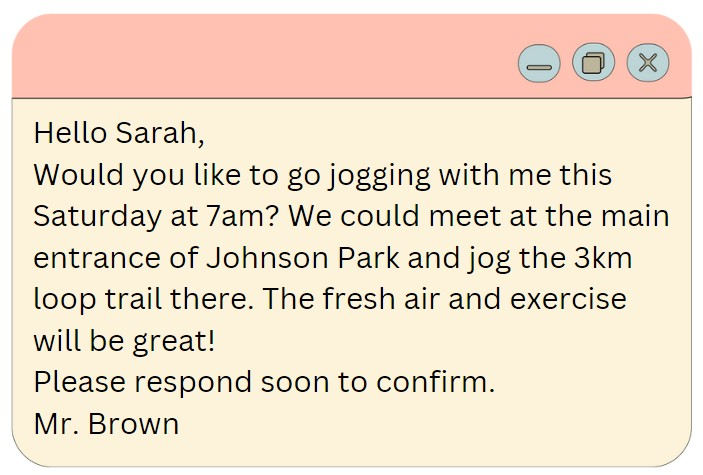 Hello Sarah,
Would you like to go jogging with me this
Saturday at 7am? We could meet at the main
entrance of Johnson Park and jog the 3km
loop trail there. The fresh air and exercise
will be great!
Please respond soon to confirm.
Mr. Brown